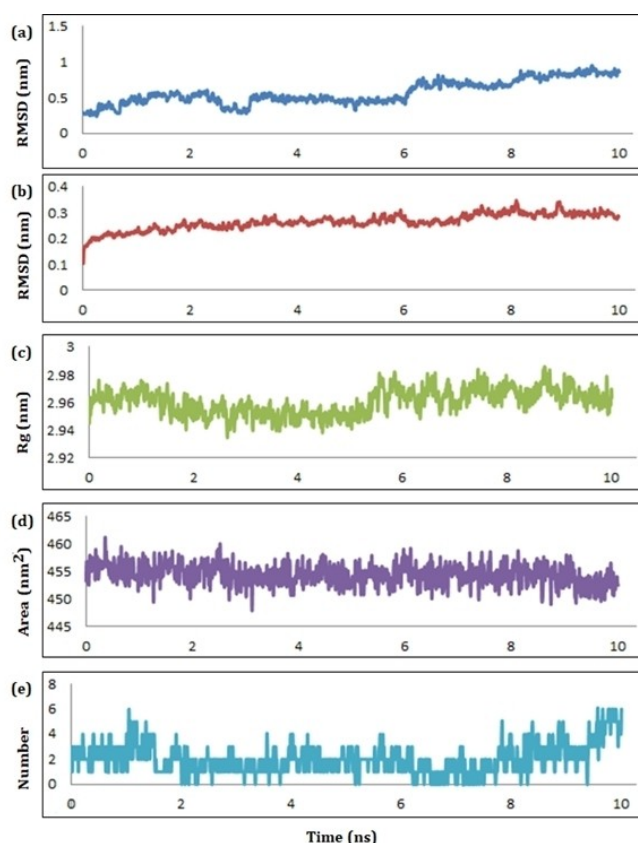 (a)
RMSD (nm)
1.5
1
0.5
0
0 2 4 6 8 10
(b)
RMSD (nm)
0.4
0.3
0.2
0.1
0
0 2 4 6 8 10
(c)
Rg (nm)
3
2.98
2.96
2.94
2.92
0 2 4 6 8 10
(d)
Area (nm²)
465
460
455
450
445
0 2 4 6 8 10
(e)
Number
8
6
4
2
0
0 2 4 6 8 10
Time (ns)